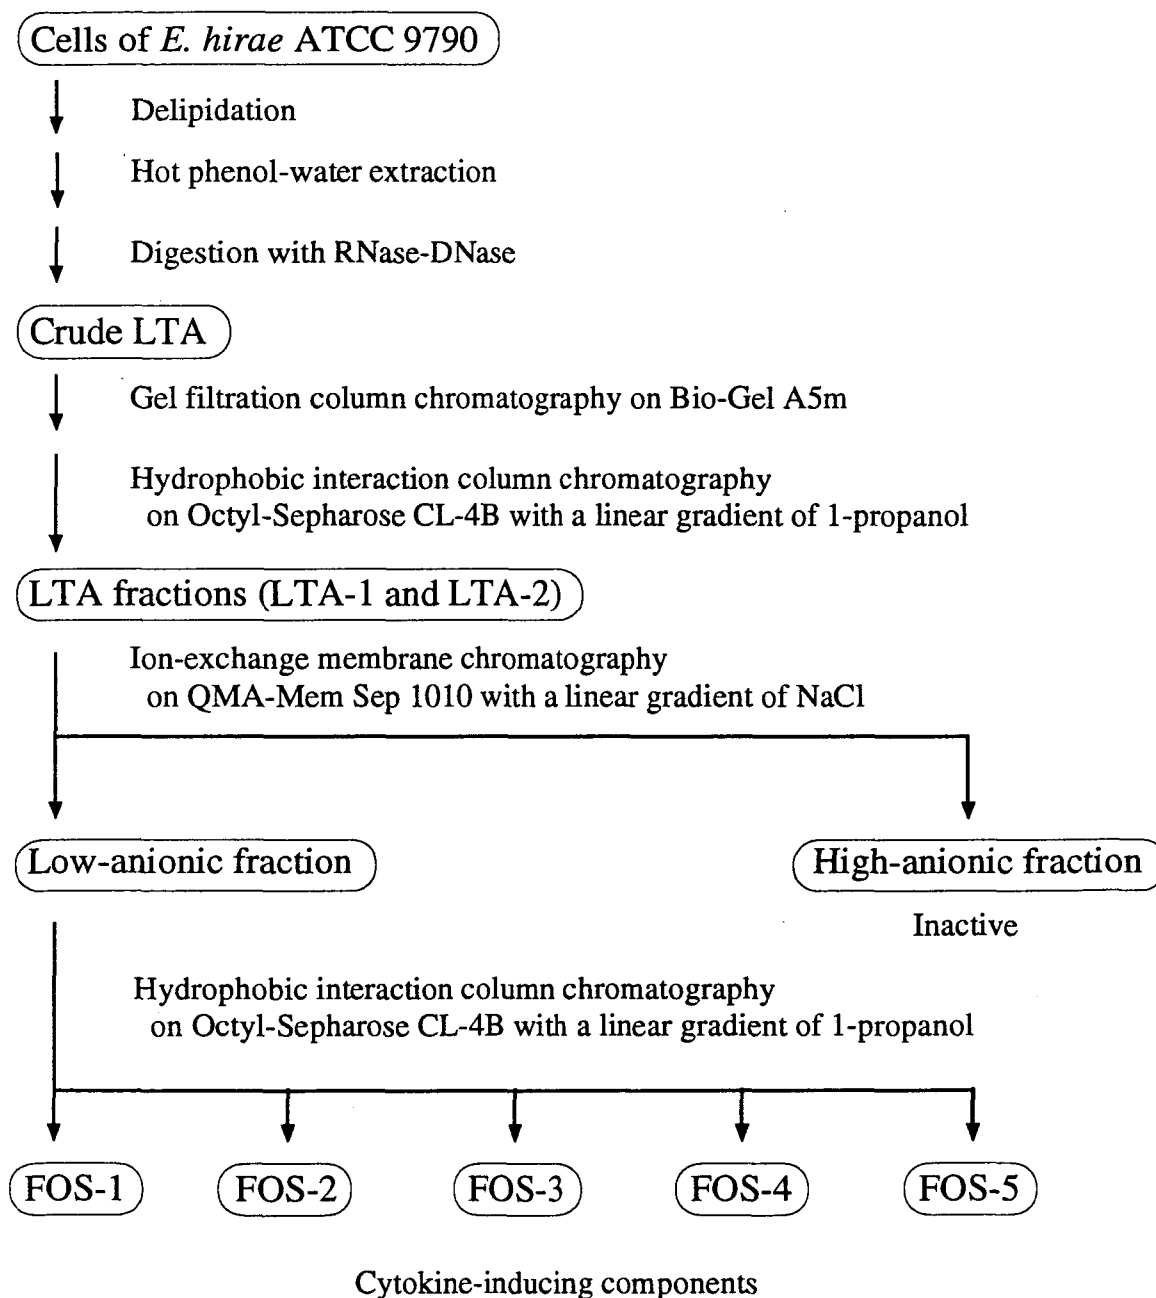 Cells of E. hirae ATCC 9790
Delipidation
Hot phenol-water extraction
Digestion with RNase-DNase
Crude LTA
Gel filtration column chromatography on Bio-Gel A5m
Hydrophobic interaction column chromatography
on Octyl-Sepharose CL-4B with a linear gradient of 1-propanol
LTA fractions (LTA-1 and LTA-2)
Ion-exchange membrane chromatography
on QMA-Mem Sep 1010 with a linear gradient of NaCl
Low-anionic fraction
High-anionic fraction
Inactive
Hydrophobic interaction column chromatography
on Octyl-Sepharose CL-4B with a linear gradient of 1-propanol
FOS-1
FOS-2
FOS-3
FOS-4
FOS-5
Cytokine-inducing components